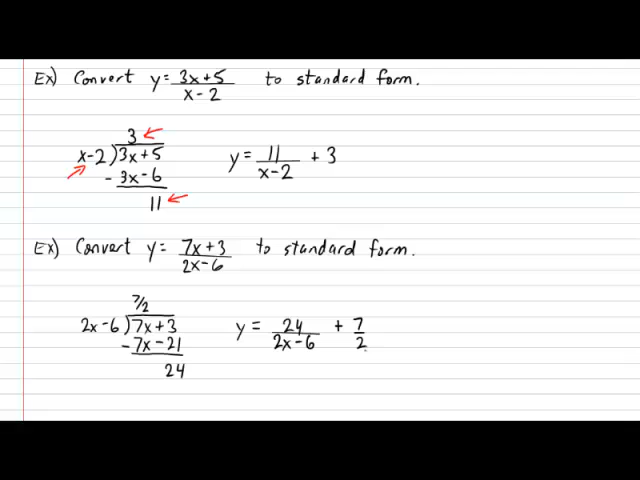 Ex) Convert y = 3x+5 / x-2 to standard form.
3
x-2 ) 3x+5
- 3x-6
11
y = 11 / x-2 + 3
Ex) Convert y = 7x+3 / 2x-6 to standard form.
7/2
2x-6 ) 7x+3
- 7x-21
24
y = 24 / 2x-6 + 7 / 2